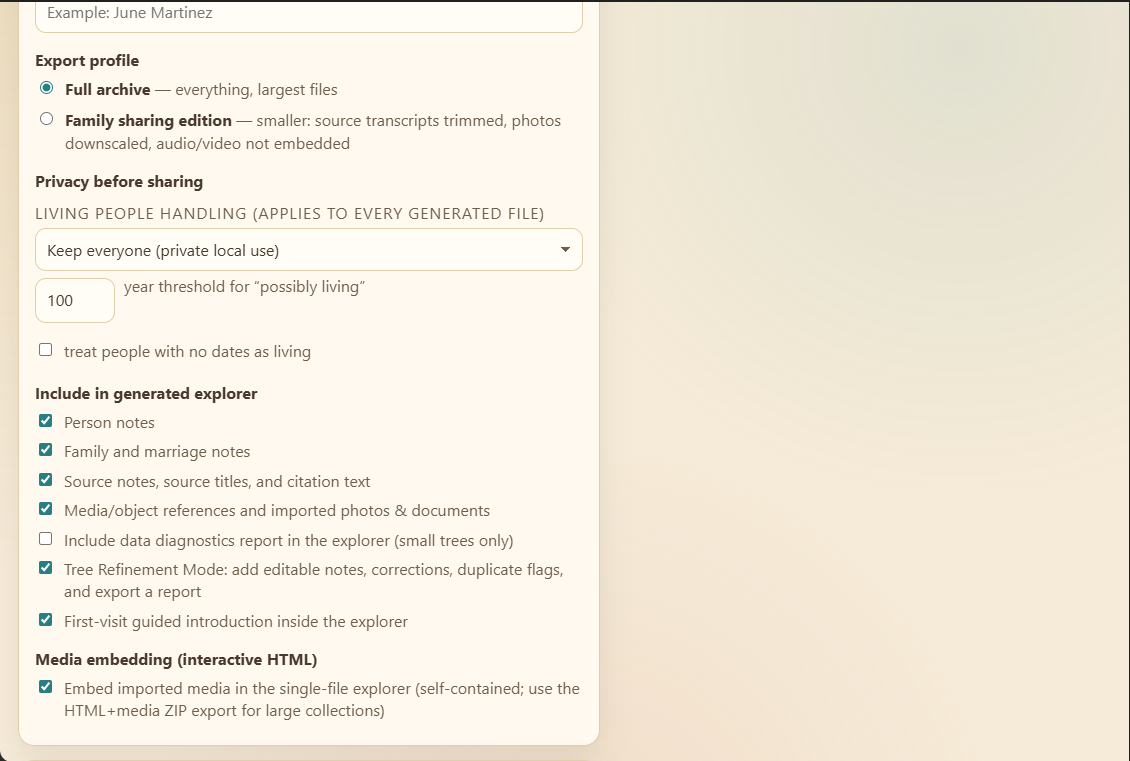 Example: June Martinez
Export profile
Full archive — everything, largest files
Family sharing edition — smaller: source transcripts trimmed, photos
downscaled, audio/video not embedded
Privacy before sharing
LIVING PEOPLE HANDLING (APPLIES TO EVERY GENERATED FILE)
Keep everyone (private local use)
100 year threshold for “possibly living”
treat people with no dates as living
Include in generated explorer
Person notes
Family and marriage notes
Source notes, source titles, and citation text
Media/object references and imported photos & documents
Include data diagnostics report in the explorer (small trees only)
Tree Refinement Mode: add editable notes, corrections, duplicate flags,
and export a report
First-visit guided introduction inside the explorer
Media embedding (interactive HTML)
Embed imported media in the single-file explorer (self-contained; use the
HTML+media ZIP export for large collections)